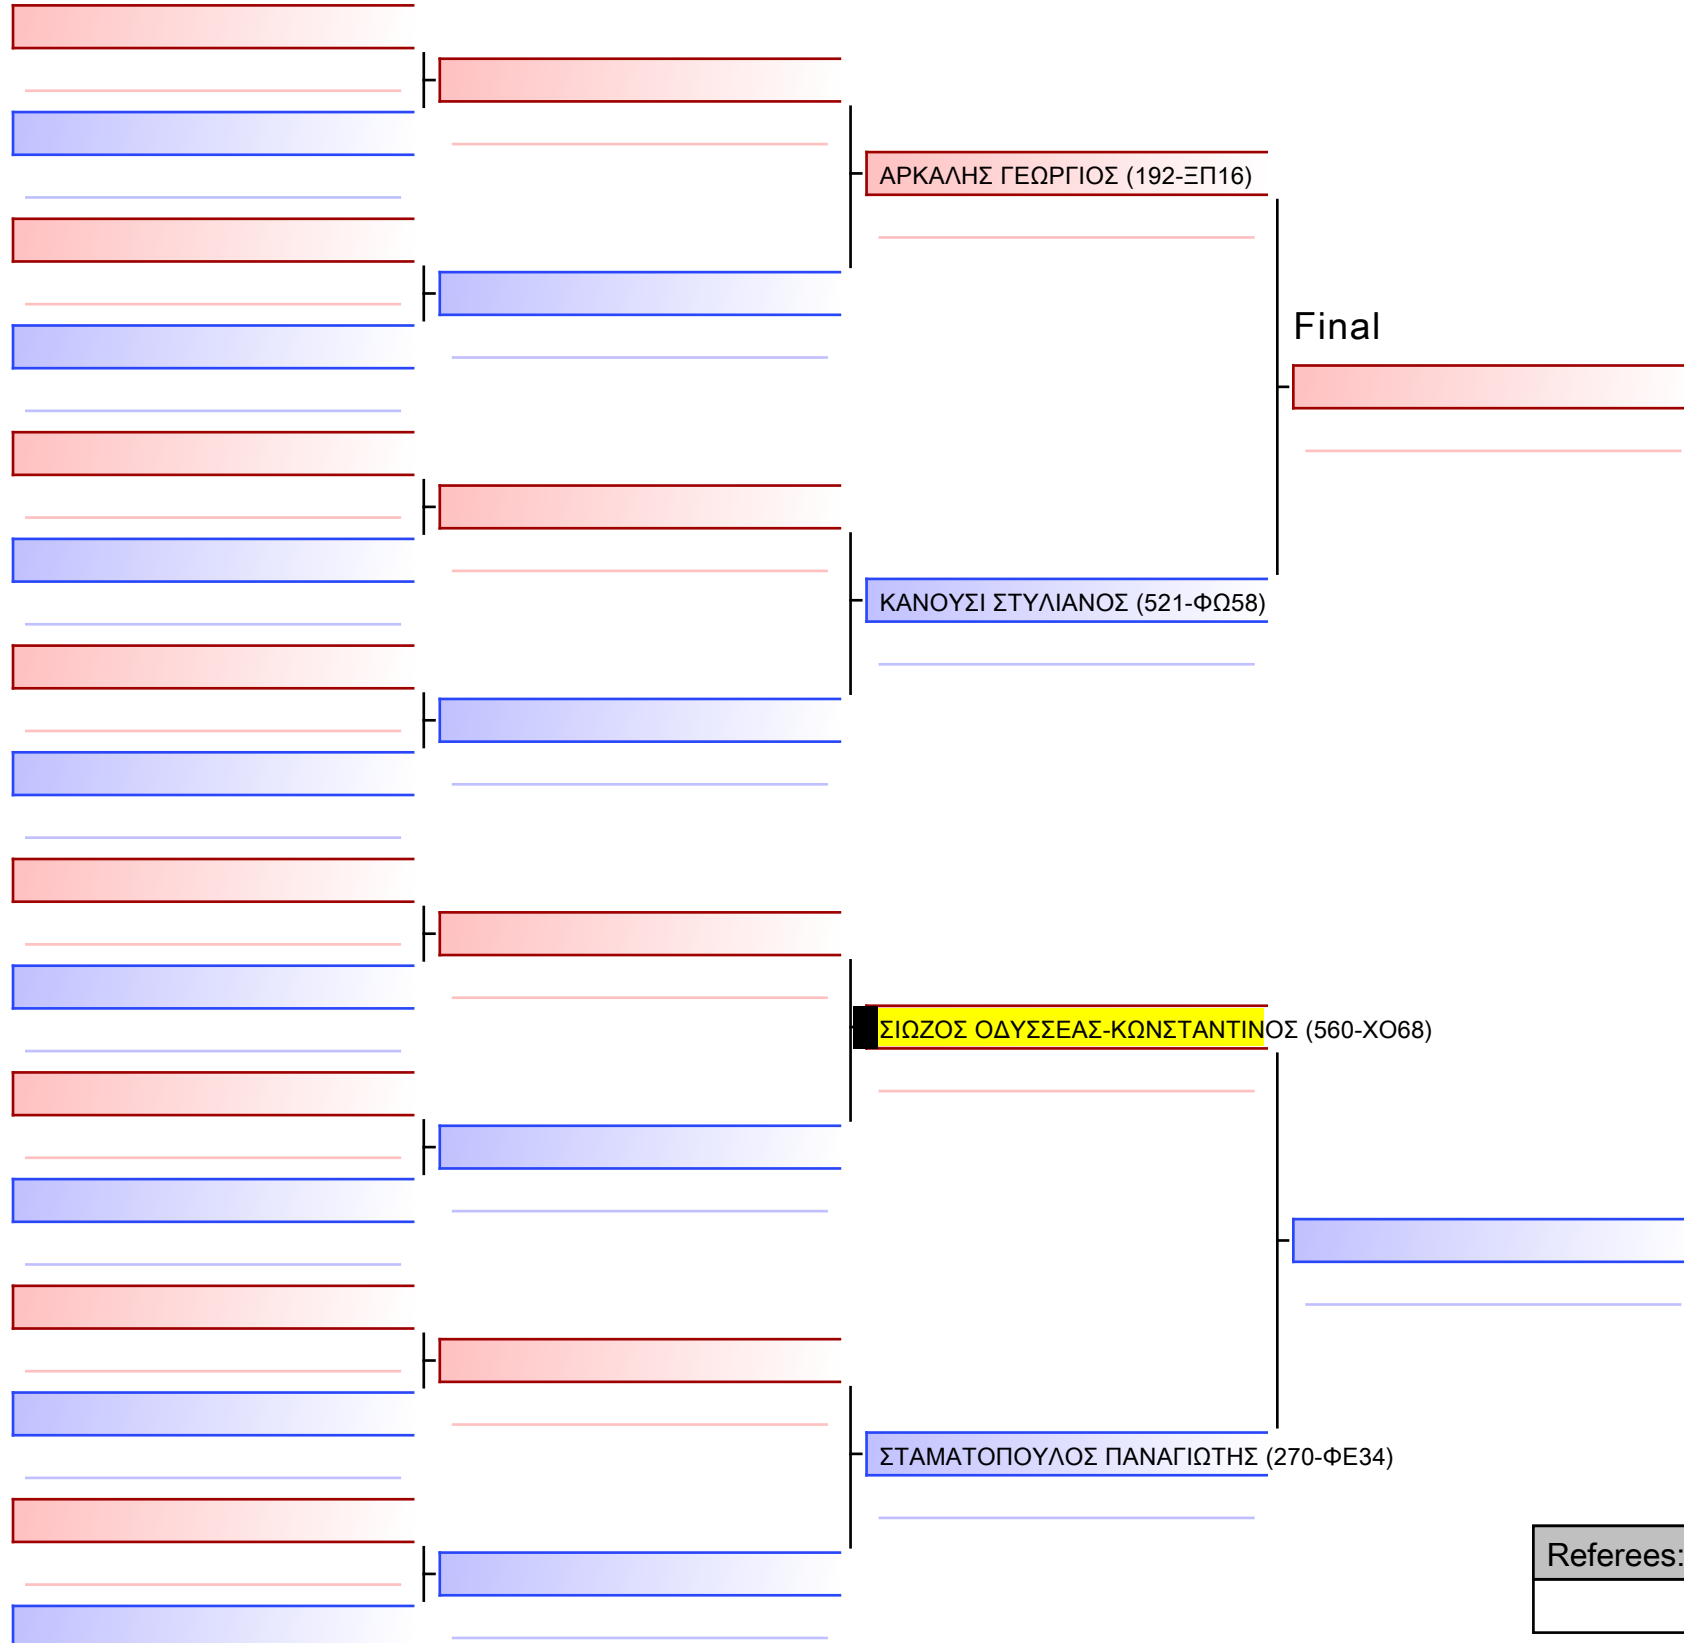 ΑΡΚΑΛΗΣ ΓΕΩΡΓΙΟΣ (192-ΞΠ16)
Final
ΚΑΝΟΥΣΙ ΣΤΥΛΙΑΝΟΣ (521-ΦΩ58)
ΣΙΩΖΟΣ ΟΔΥΣΣΕΑΣ-ΚΩΝΣΤΑΝΤΙΝΟΣ (560-ΧΟ68)
ΣΤΑΜΑΤΟΠΟΥΛΟΣ ΠΑΝΑΓΙΩΤΗΣ (270-ΦΕ34)
Referees: